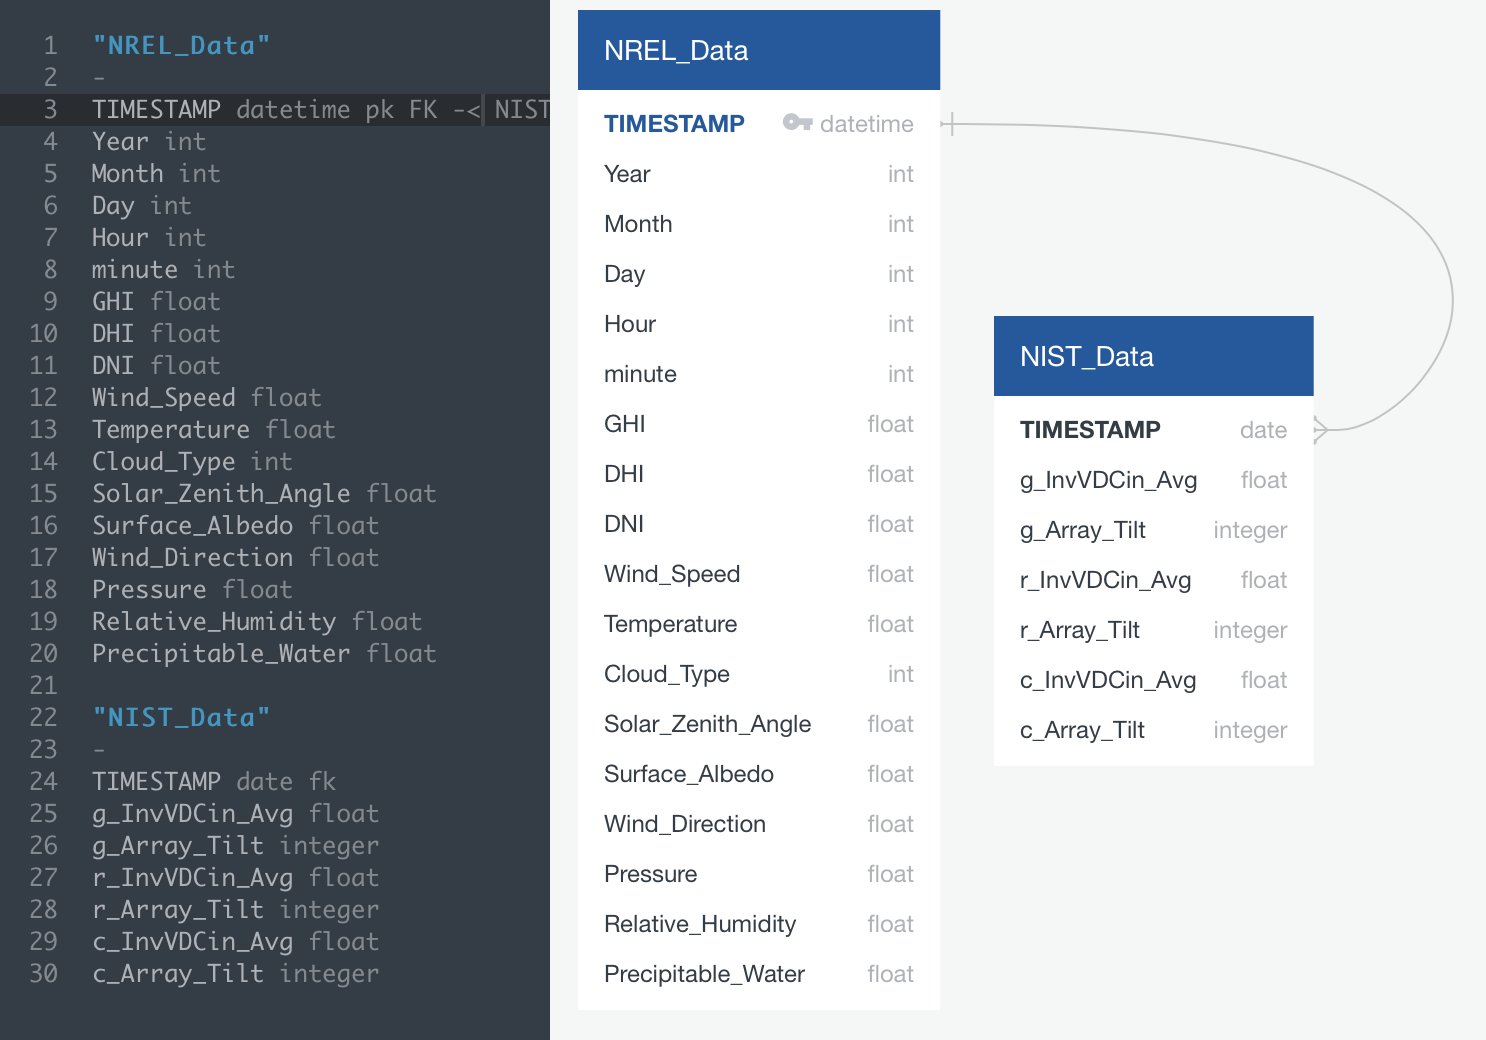 1 "NREL_Data"
2 -
3 TIMESTAMP datetime pk FK -< NIST
4 Year int
5 Month int
6 Day int
7 Hour int
8 minute int
9 GHI float
10 DHI float
11 DNI float
12 Wind_Speed float
13 Temperature float
14 Cloud_Type int
15 Solar_Zenith_Angle float
16 Surface_Albedo float
17 Wind_Direction float
18 Pressure float
19 Relative_Humidity float
20 Precipitable_Water float
21
22 "NIST_Data"
23 -
24 TIMESTAMP date fk
25 g_InvVDCin_Avg float
26 g_Array_Tilt integer
27 r_InvVDCin_Avg float
28 r_Array_Tilt integer
29 c_InvVDCin_Avg float
30 c_Array_Tilt integer
NREL_Data
TIMESTAMP datetime
Year int
Month int
Day int
Hour int
minute int
GHI float
DHI float
DNI float
Wind_Speed float
Temperature float
Cloud_Type int
Solar_Zenith_Angle float
Surface_Albedo float
Wind_Direction float
Pressure float
Relative_Humidity float
Precipitable_Water float
NIST_Data
TIMESTAMP date
g_InvVDCin_Avg float
g_Array_Tilt integer
r_InvVDCin_Avg float
r_Array_Tilt integer
c_InvVDCin_Avg float
c_Array_Tilt integer